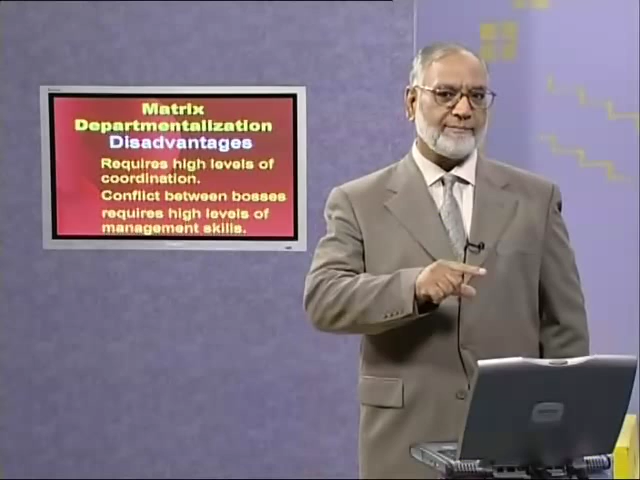 Matrix
Departmentalization
Disadvantages
Requires high levels of
coordination.
Conflict between bosses
requires high levels of
management skills.